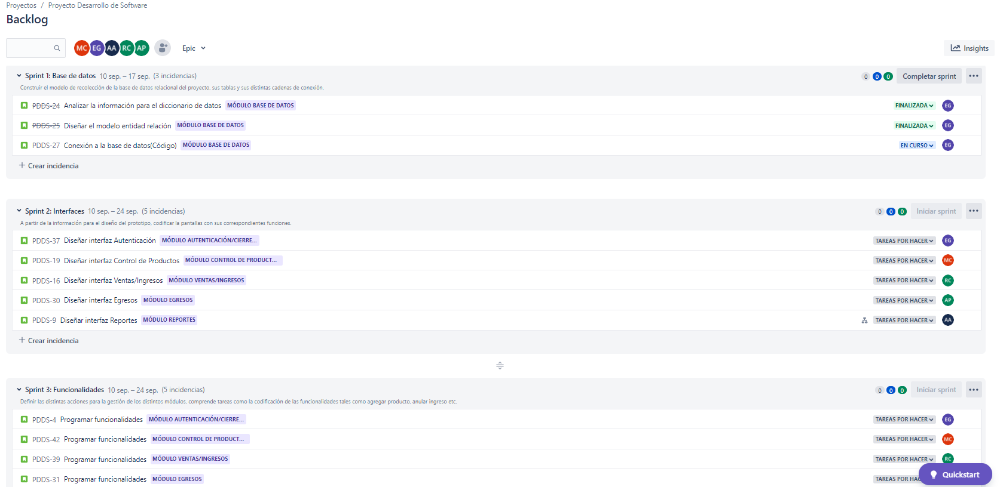 Proyectos / Proyecto Desarrollo de Software
Backlog
MC EG AA RC AP Epic Insights
Sprint 1: Base de datos 10 sep. – 17 sep. (3 incidencias) 0 0 0 Completar sprint
Construir el modelo de recolección de la base de datos relacional del proyecto, sus tablas y sus distintas cadenas de conexión.
PDDS-24 Analizar la información para el diccionario de datos MÓDULO BASE DE DATOS FINALIZADA EG
PDDS-25 Diseñar el modelo entidad relación MÓDULO BASE DE DATOS FINALIZADA EG
PDDS-27 Conexión a la base de datos(Código) MÓDULO BASE DE DATOS EN CURSO EG
+ Crear incidencia
Sprint 2: Interfaces 10 sep. – 24 sep. (5 incidencias) 0 0 0 Iniciar sprint
A partir de la información para el diseño del prototipo, codificar la pantallas con sus correspondientes funciones.
PDDS-37 Diseñar interfaz Autenticación MÓDULO AUTENTICACIÓN/CIERRE... TAREAS POR HACER EG
PDDS-19 Diseñar interfaz Control de Productos MÓDULO CONTROL DE PRODUCT... TAREAS POR HACER MC
PDDS-16 Diseñar interfaz Ventas/Ingresos MÓDULO VENTAS/INGRESOS TAREAS POR HACER RC
PDDS-30 Diseñar interfaz Egresos MÓDULO EGRESOS TAREAS POR HACER AP
PDDS-9 Diseñar interfaz Reportes MÓDULO REPORTES TAREAS POR HACER AA
+ Crear incidencia
Sprint 3: Funcionalidades 10 sep. – 24 sep. (5 incidencias) 0 0 0 Iniciar sprint
Definir las distintas acciones para la gestión de los distintos módulos, comprende tareas como la codificación de las funcionalidades tales como agregar producto, anular ingreso etc.
PDDS-4 Programar funcionalidades MÓDULO AUTENTICACIÓN/CIERRE... TAREAS POR HACER EG
PDDS-42 Programar funcionalidades MÓDULO CONTROL DE PRODUCT... TAREAS POR HACER MC
PDDS-39 Programar funcionalidades MÓDULO VENTAS/INGRESOS TAREAS POR HACER RC
PDDS-31 Programar funcionalidades MÓDULO EGRESOS TAREAS POR HAC
Quickstart